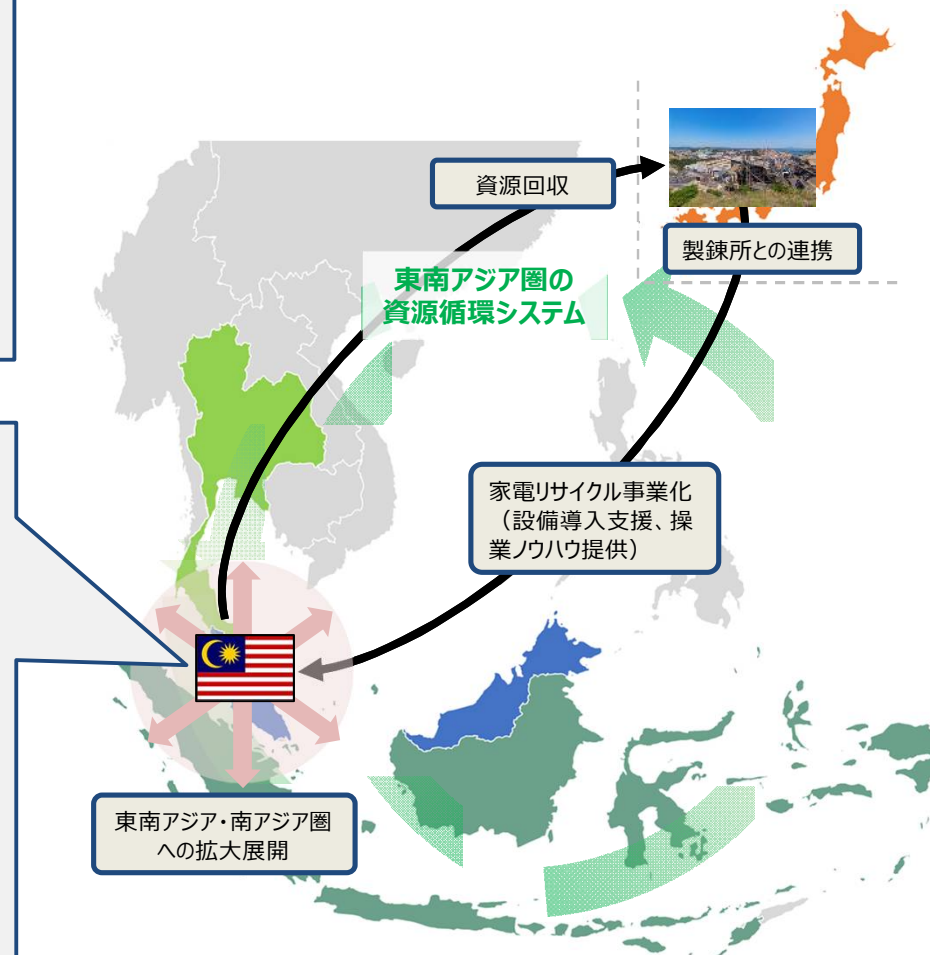 資源回収
製錬所との連携
東南アジア圏の
資源循環システム
家電リサイクル事業化
（設備導入支援、操
業ノウハウ提供）
東南アジア・南アジア圏
への拡大展開